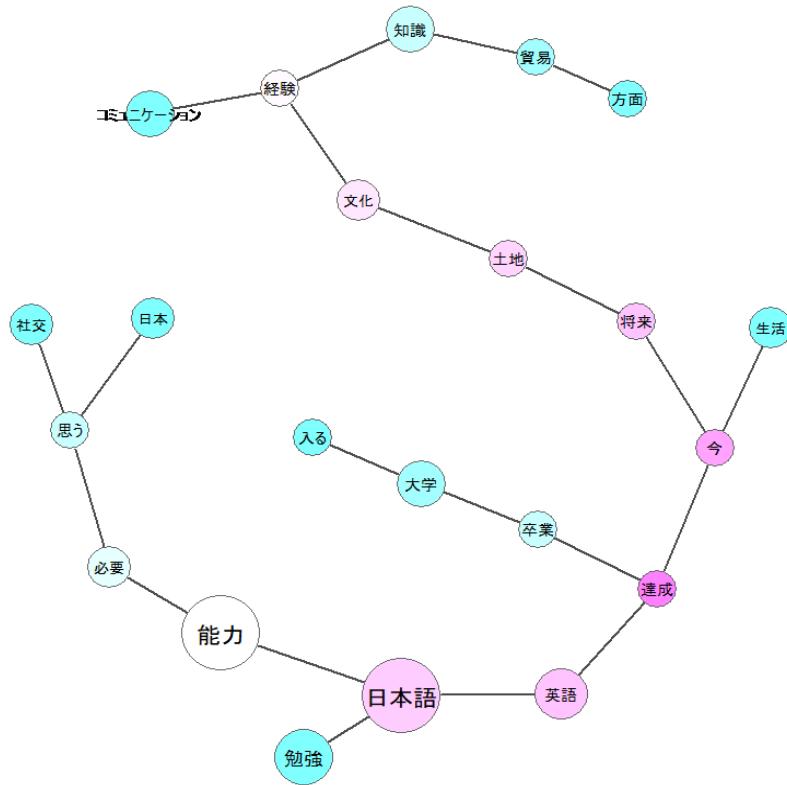 知識
貿易
経験
方面
コミュニケーション
文化
土地
社交
日本
将来
生活
思う
入る
今
大学
卒業
必要
達成
能力
日本語
英語
勉強